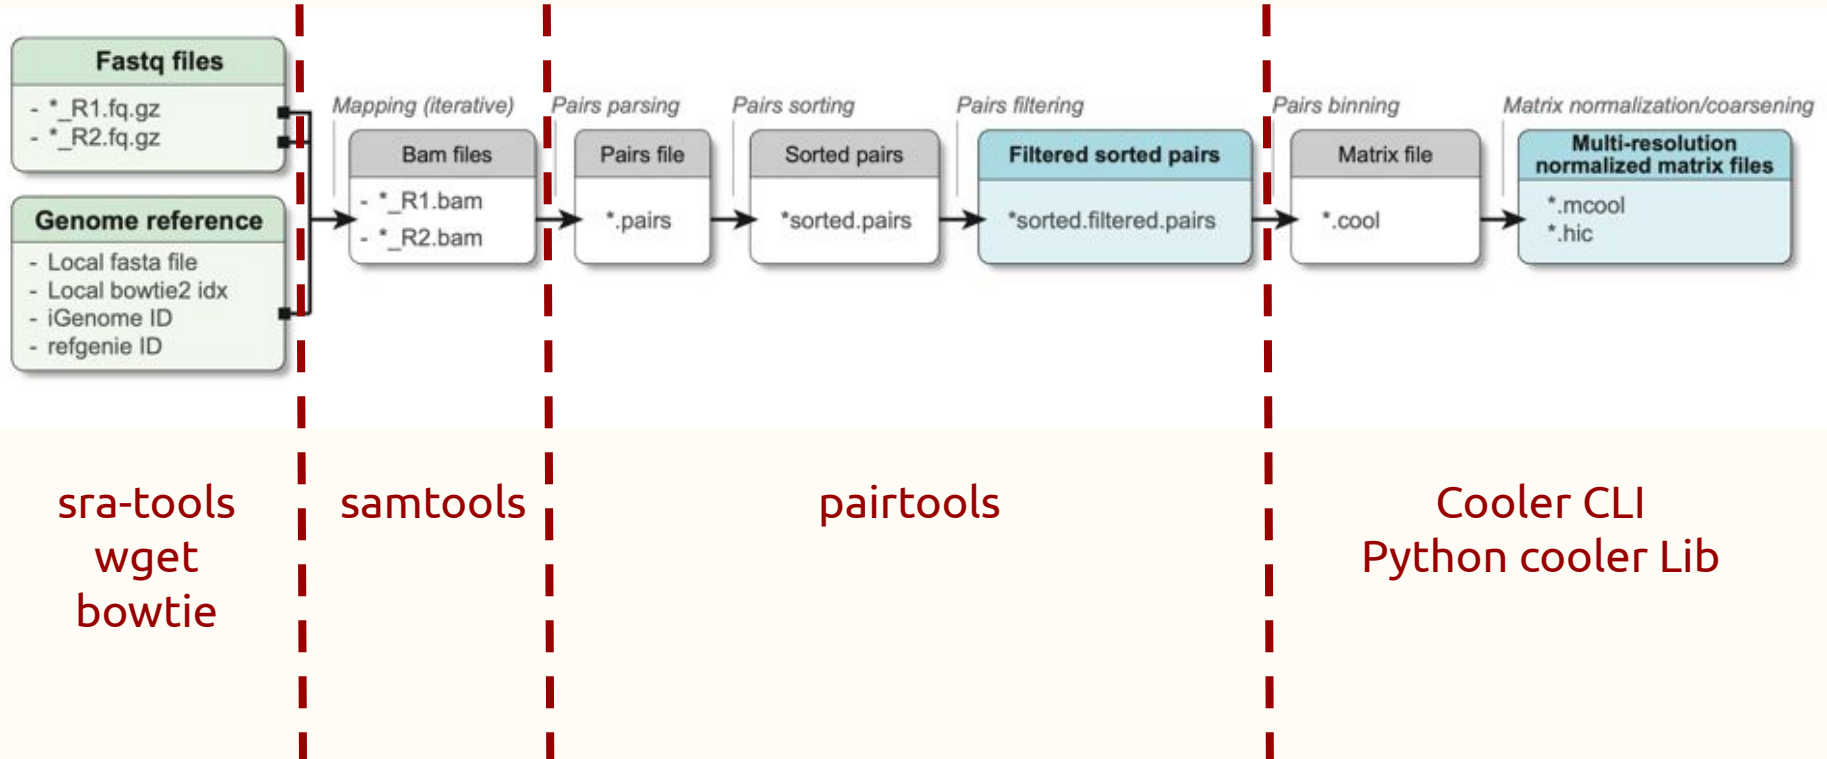 Fastq files
- *_R1.fq.gz
- *_R2.fq.gz
Genome reference
- Local fasta file
- Local bowtie2 idx
- iGenome ID
- refgenie ID
Mapping (iterative)
Bam files
- *_R1.bam
- *_R2.bam
Pairs parsing
Pairs file
*.pairs
Pairs sorting
Sorted pairs
*sorted.pairs
Pairs filtering
Filtered sorted pairs
*sorted.filtered.pairs
Pairs binning
Matrix file
*.cool
Matrix normalization/coarsening
Multi-resolution
normalized matrix files
*.mcool
*.hic
sra-tools
wget
bowtie
samtools
pairtools
Cooler CLI
Python cooler Lib